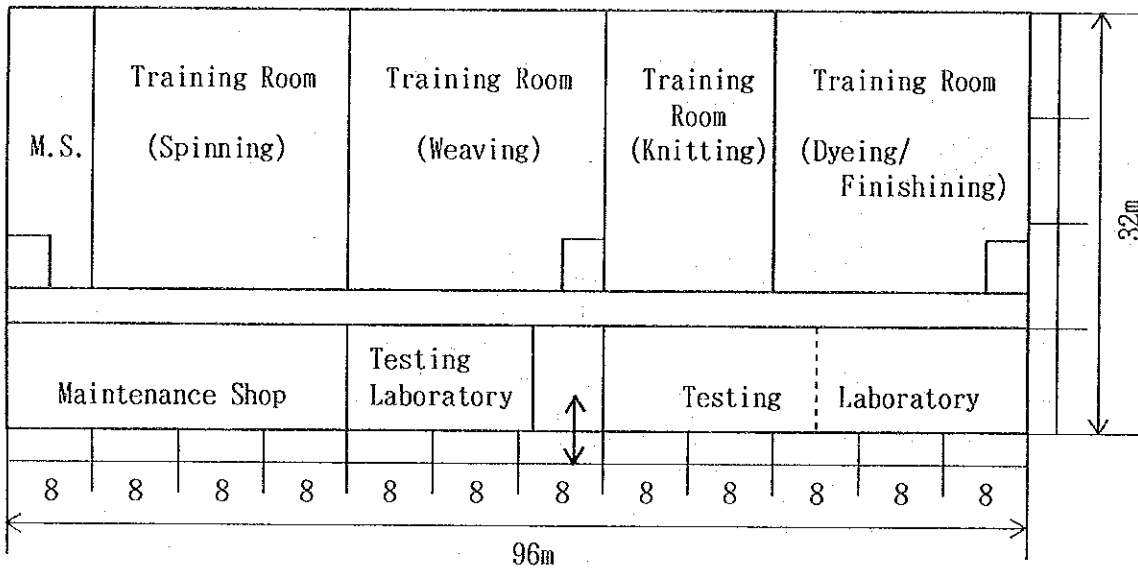 M.S.
Training Room
(Spinning)
Training Room
(Weaving)
Training
Room
(Knitting)
Training Room
(Dyeing/
Finishining)
32m
Maintenance Shop
Testing
Laboratory
Testing Laboratory
8 8 8 8 8 8 8 8 8 8 8 8
96m